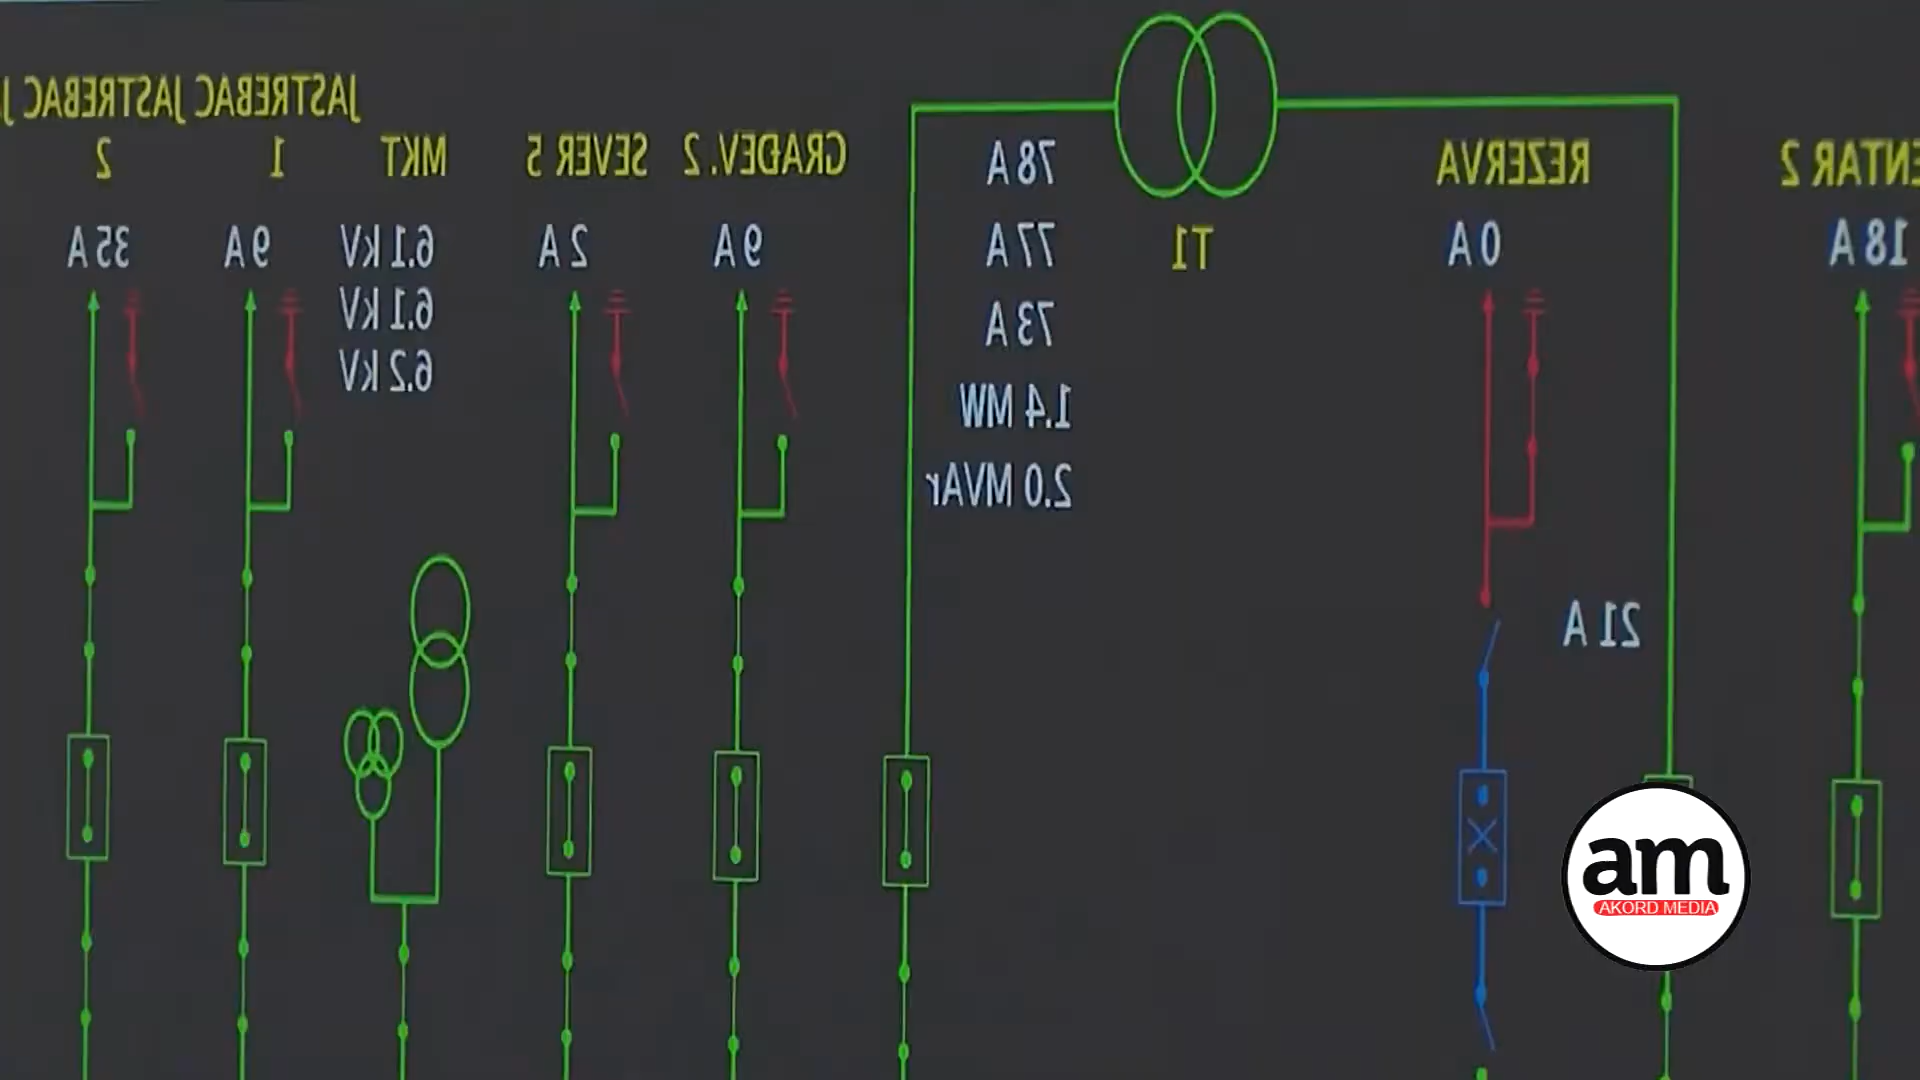 JASTREBAC
1
JASTREBAC
2
MKT
SEVER 5
GRADEV. 2
35 A
9 A
6.1 kV
6.1 kV
6.2 kV
2 A
9 A
78 A
77 A
73 A
1.4 MW
2.0 MVAr
T1
REZERVA
0 A
21 A
ENTAR 2
18 A
am
AKORD MEDIA